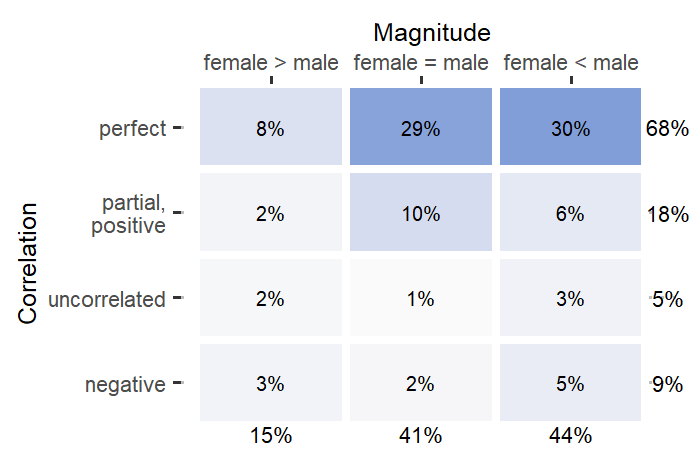 Magnitude
female > male female = male female < male
perfect 8% 29% 30% 68%
partial,
positive 2% 10% 6% 18%
uncorrelated 2% 1% 3% 5%
negative 3% 2% 5% 9%
15% 41% 44%
Correlation